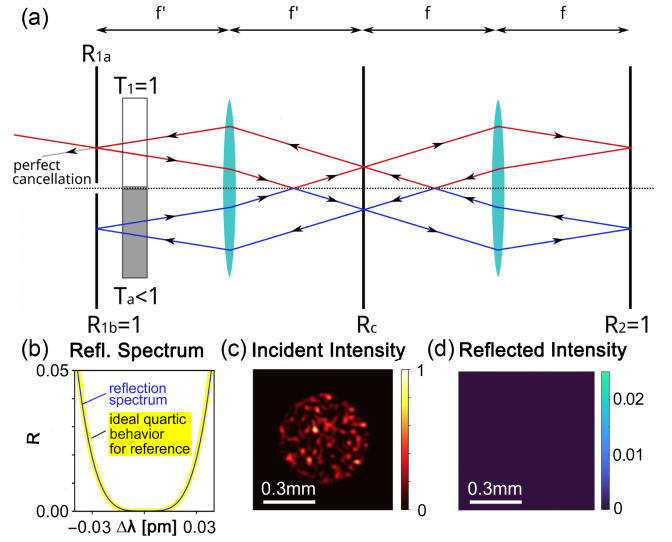 (a)
f' f' f f
R1a
T1=1
perfect
cancellation
Ta<1
R1b=1 Rc R2=1
(b) Refl. Spectrum
0.05
reflection
spectrum
ideal quartic
behavior
for reference
R
0.00
−0.03 Δλ [pm] 0.03
(c) Incident Intensity
1
0.3mm
0
(d) Reflected Intensity
0.02
0.01
0.3mm
0